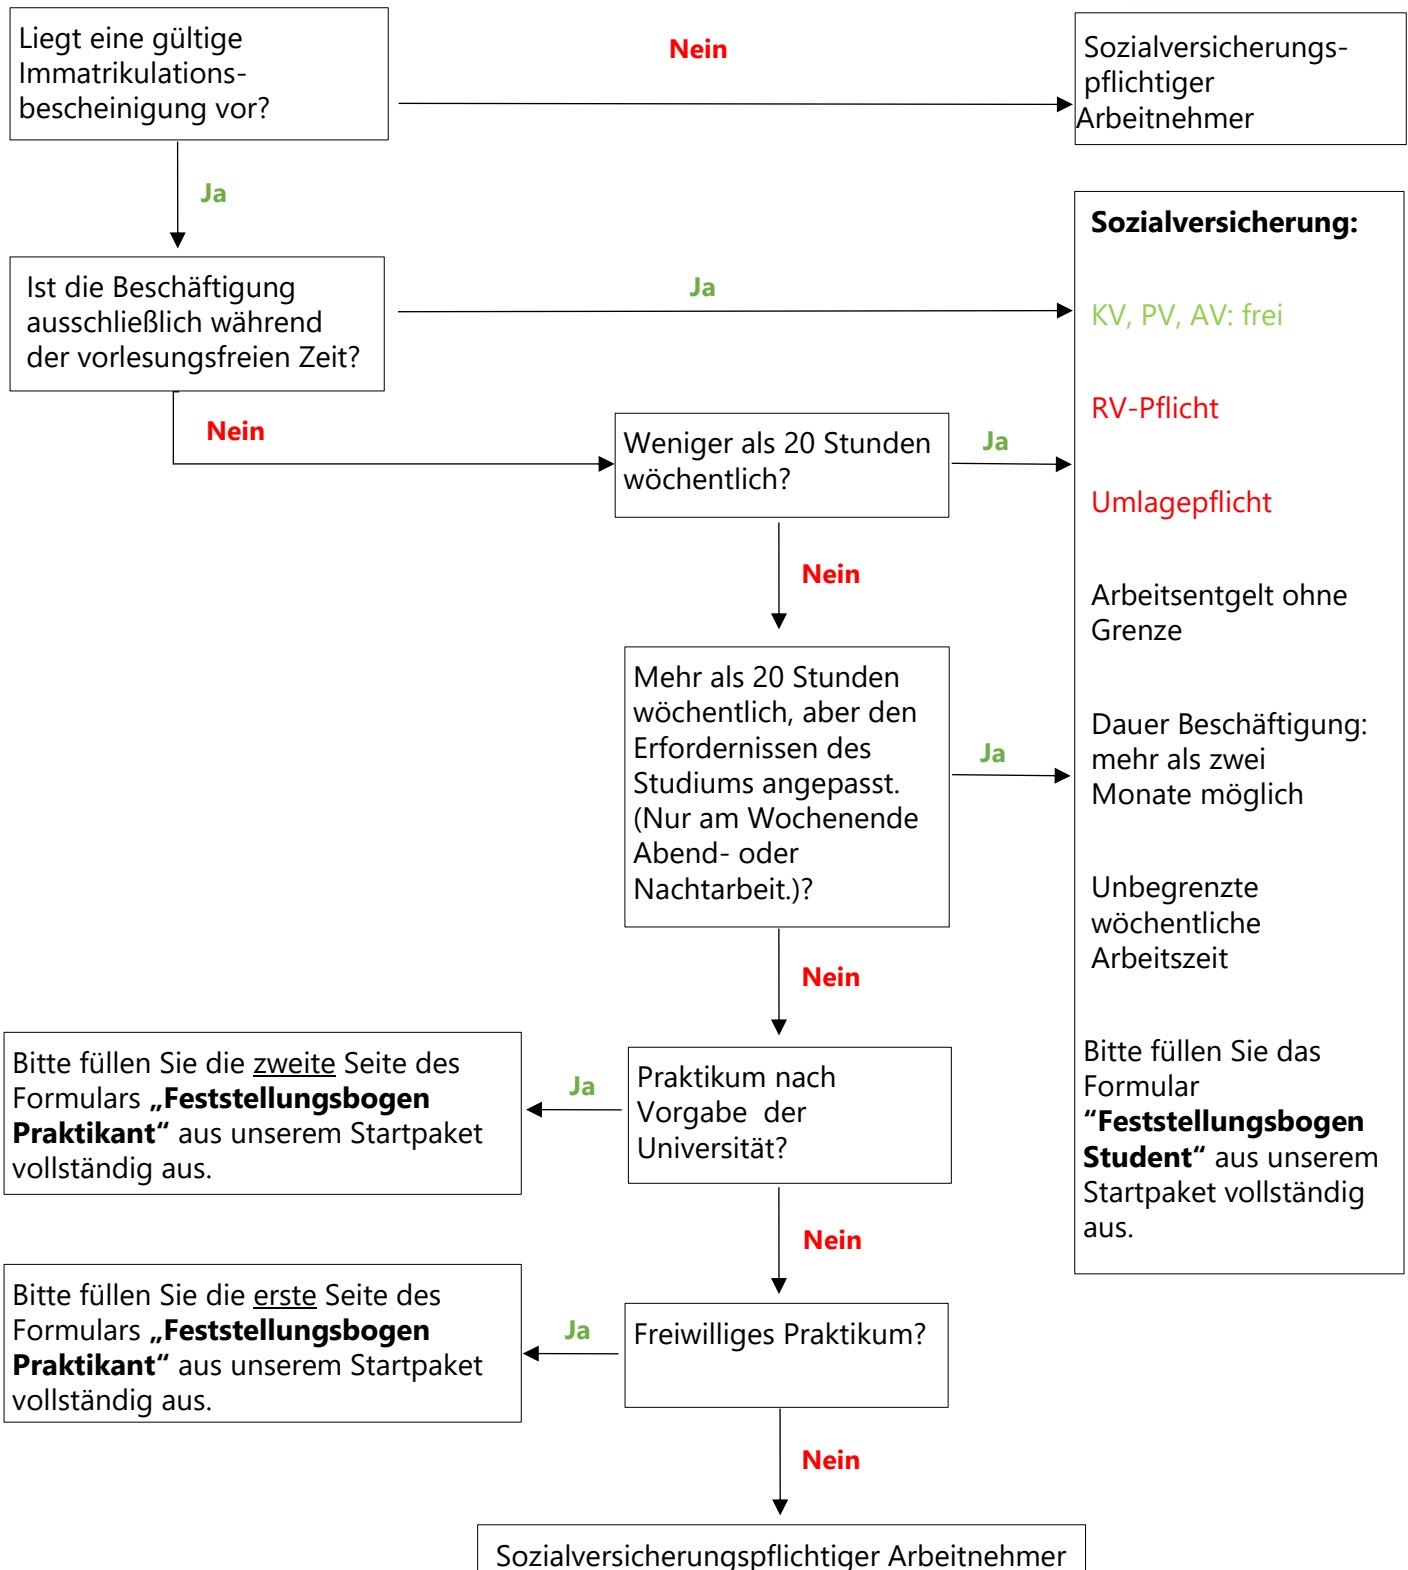 Liegt eine gültige
Immatrikulations-
bescheinigung vor?
Nein
Sozialversicherungs-
pflichtiger
Arbeitnehmer
Ja
Ist die Beschäftigung
ausschließlich während
der vorlesungsfreien Zeit?
Ja
Nein
Weniger als 20 Stunden
wöchentlich?
Ja
Nein
Mehr als 20 Stunden
wöchentlich, aber den
Erfordernissen des
Studiums angepasst.
(Nur am Wochenende
Abend- oder
Nachtarbeit.)?
Ja
Nein
Sozialversicherung:
KV, PV, AV: frei
RV-Pflicht
Umlagepflicht
Arbeitsentgelt ohne
Grenze
Dauer Beschäftigung:
mehr als zwei
Monate möglich
Unbegrenzte
wöchentliche
Arbeitszeit
Bitte füllen Sie das
Formular
“Feststellungsbogen
Student“ aus unserem
Startpaket vollständig
aus.
Praktikum nach
Vorgabe der
Universität?
Ja
Bitte füllen Sie die zweite Seite des
Formulars „Feststellungsbogen
Praktikant“ aus unserem Startpaket
vollständig aus.
Nein
Freiwilliges Praktikum?
Ja
Bitte füllen Sie die erste Seite des
Formulars „Feststellungsbogen
Praktikant“ aus unserem Startpaket
vollständig aus.
Nein
Sozialversicherungspflichtiger Arbeitnehmer